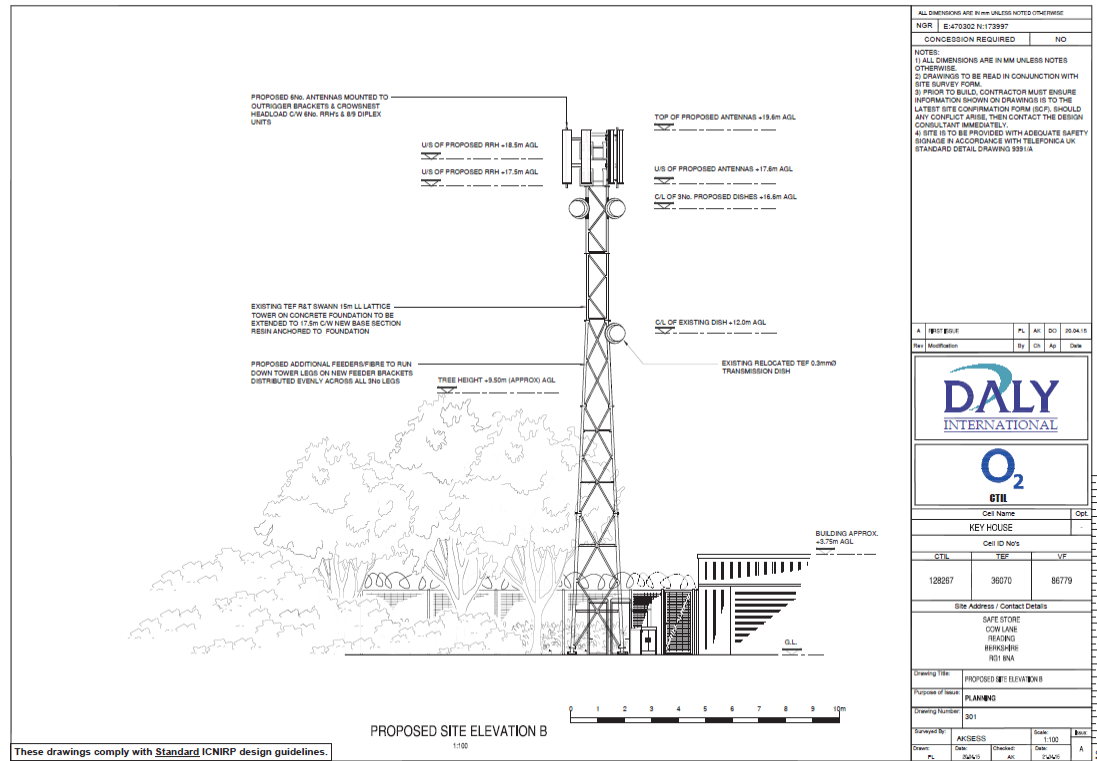 PROPOSED 6No. ANTENNAS MOUNTED TO
OUTRIGGER BRACKETS & CROWSNEST
HEADLOAD C/W 6No. RRH's & 8/9 DIPLEX
UNITS
TOP OF PROPOSED ANTENNAS +19.6m AGL
U/S OF PROPOSED RRH +18.5m AGL
U/S OF PROPOSED RRH +17.5m AGL
U/S OF PROPOSED ANTENNAS +17.6m AGL
C/L OF 3No. PROPOSED DISHES +16.6m AGL
EXISTING TEF R&T SWANN 15m LL LATTICE
TOWER ON CONCRETE FOUNDATION TO BE
EXTENDED TO 17.5m C/W NEW BASE SECTION
RESIN ANCHORED TO FOUNDATION
C/L OF EXISTING DISH +12.0m AGL
PROPOSED ADDITIONAL FEEDERS/FIBRE TO RUN
DOWN TOWER LEGS ON NEW FEEDER BRACKETS
DISTRIBUTED EVENLY ACROSS ALL 3No LEGS
EXISTING RELOCATED TEF 0.3mmØ
TRANSMISSION DISH
TREE HEIGHT +9.50m (APPROX) AGL
BUILDING APPROX.
+3.75m AGL
G.L.
0 1 2 3 4 5 6 7 8 9 10m
PROPOSED SITE ELEVATION B
1:100
These drawings comply with Standard ICNIRP design guidelines.
ALL DIMENSIONS ARE IN mm UNLESS NOTED OTHERWISE
NGR E:470302 N:173997
CONCESSION REQUIRED NO
NOTES:
1) ALL DIMENSIONS ARE IN MM UNLESS NOTES
OTHERWISE.
2) DRAWINGS TO BE READ IN CONJUNCTION WITH
SITE SURVEY FORM.
3) PRIOR TO BUILD, CONTRACTOR MUST ENSURE
INFORMATION SHOWN ON DRAWINGS IS TO THE
LATEST SITE CONFIRMATION FORM (SCF). SHOULD
ANY CONFLICT ARISE, THEN CONTACT THE DESIGN
CONSULTANT IMMEDIATELY.
4) SITE IS TO BE PROVIDED WITH ADEQUATE SAFETY
SIGNAGE IN ACCORDANCE WITH TELEFONICA UK
STANDARD DETAIL DRAWING 9391/A
A FIRST ISSUE PL AK DO 20.04.15
Rev Modification By Ch Ap Date
DALY
INTERNATIONAL
O2
CTIL
Cell Name Opt.
KEY HOUSE -
Cell ID No's
CTIL TEF VF
128267 36070 86779
Site Address / Contact Details
SAFE STORE
COW LANE
READING
BERKSHIRE
RG1 8NA
Drawing Title: PROPOSED SITE ELEVATION B
Purpose of Issue: PLANNING
Drawing Number: 301
Surveyed By: AKSESS Scale: 1:100 Issue: A
Drawn: PL Date: Checked: AK Date: